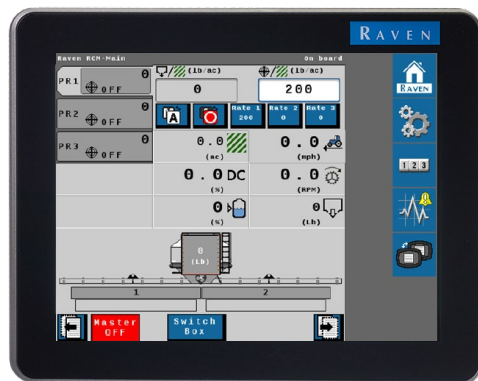 RAVEN
Raven RCM-Main
On board
PR1 0 OFF
PR2 0 OFF
PR3 0 OFF
/ (lb/ac)
/ (lb/ac)
0
200
A
Rate 1 200
Rate 2 0
Rate 3 0
0.0 (ac)
0.0 (mph)
0.0 DC (%)
0.0 (RPM)
0 (%)
0 (Lb)
0 (Lb)
1
2
Master OFF
Switch Box
RAVEN
1 2 3